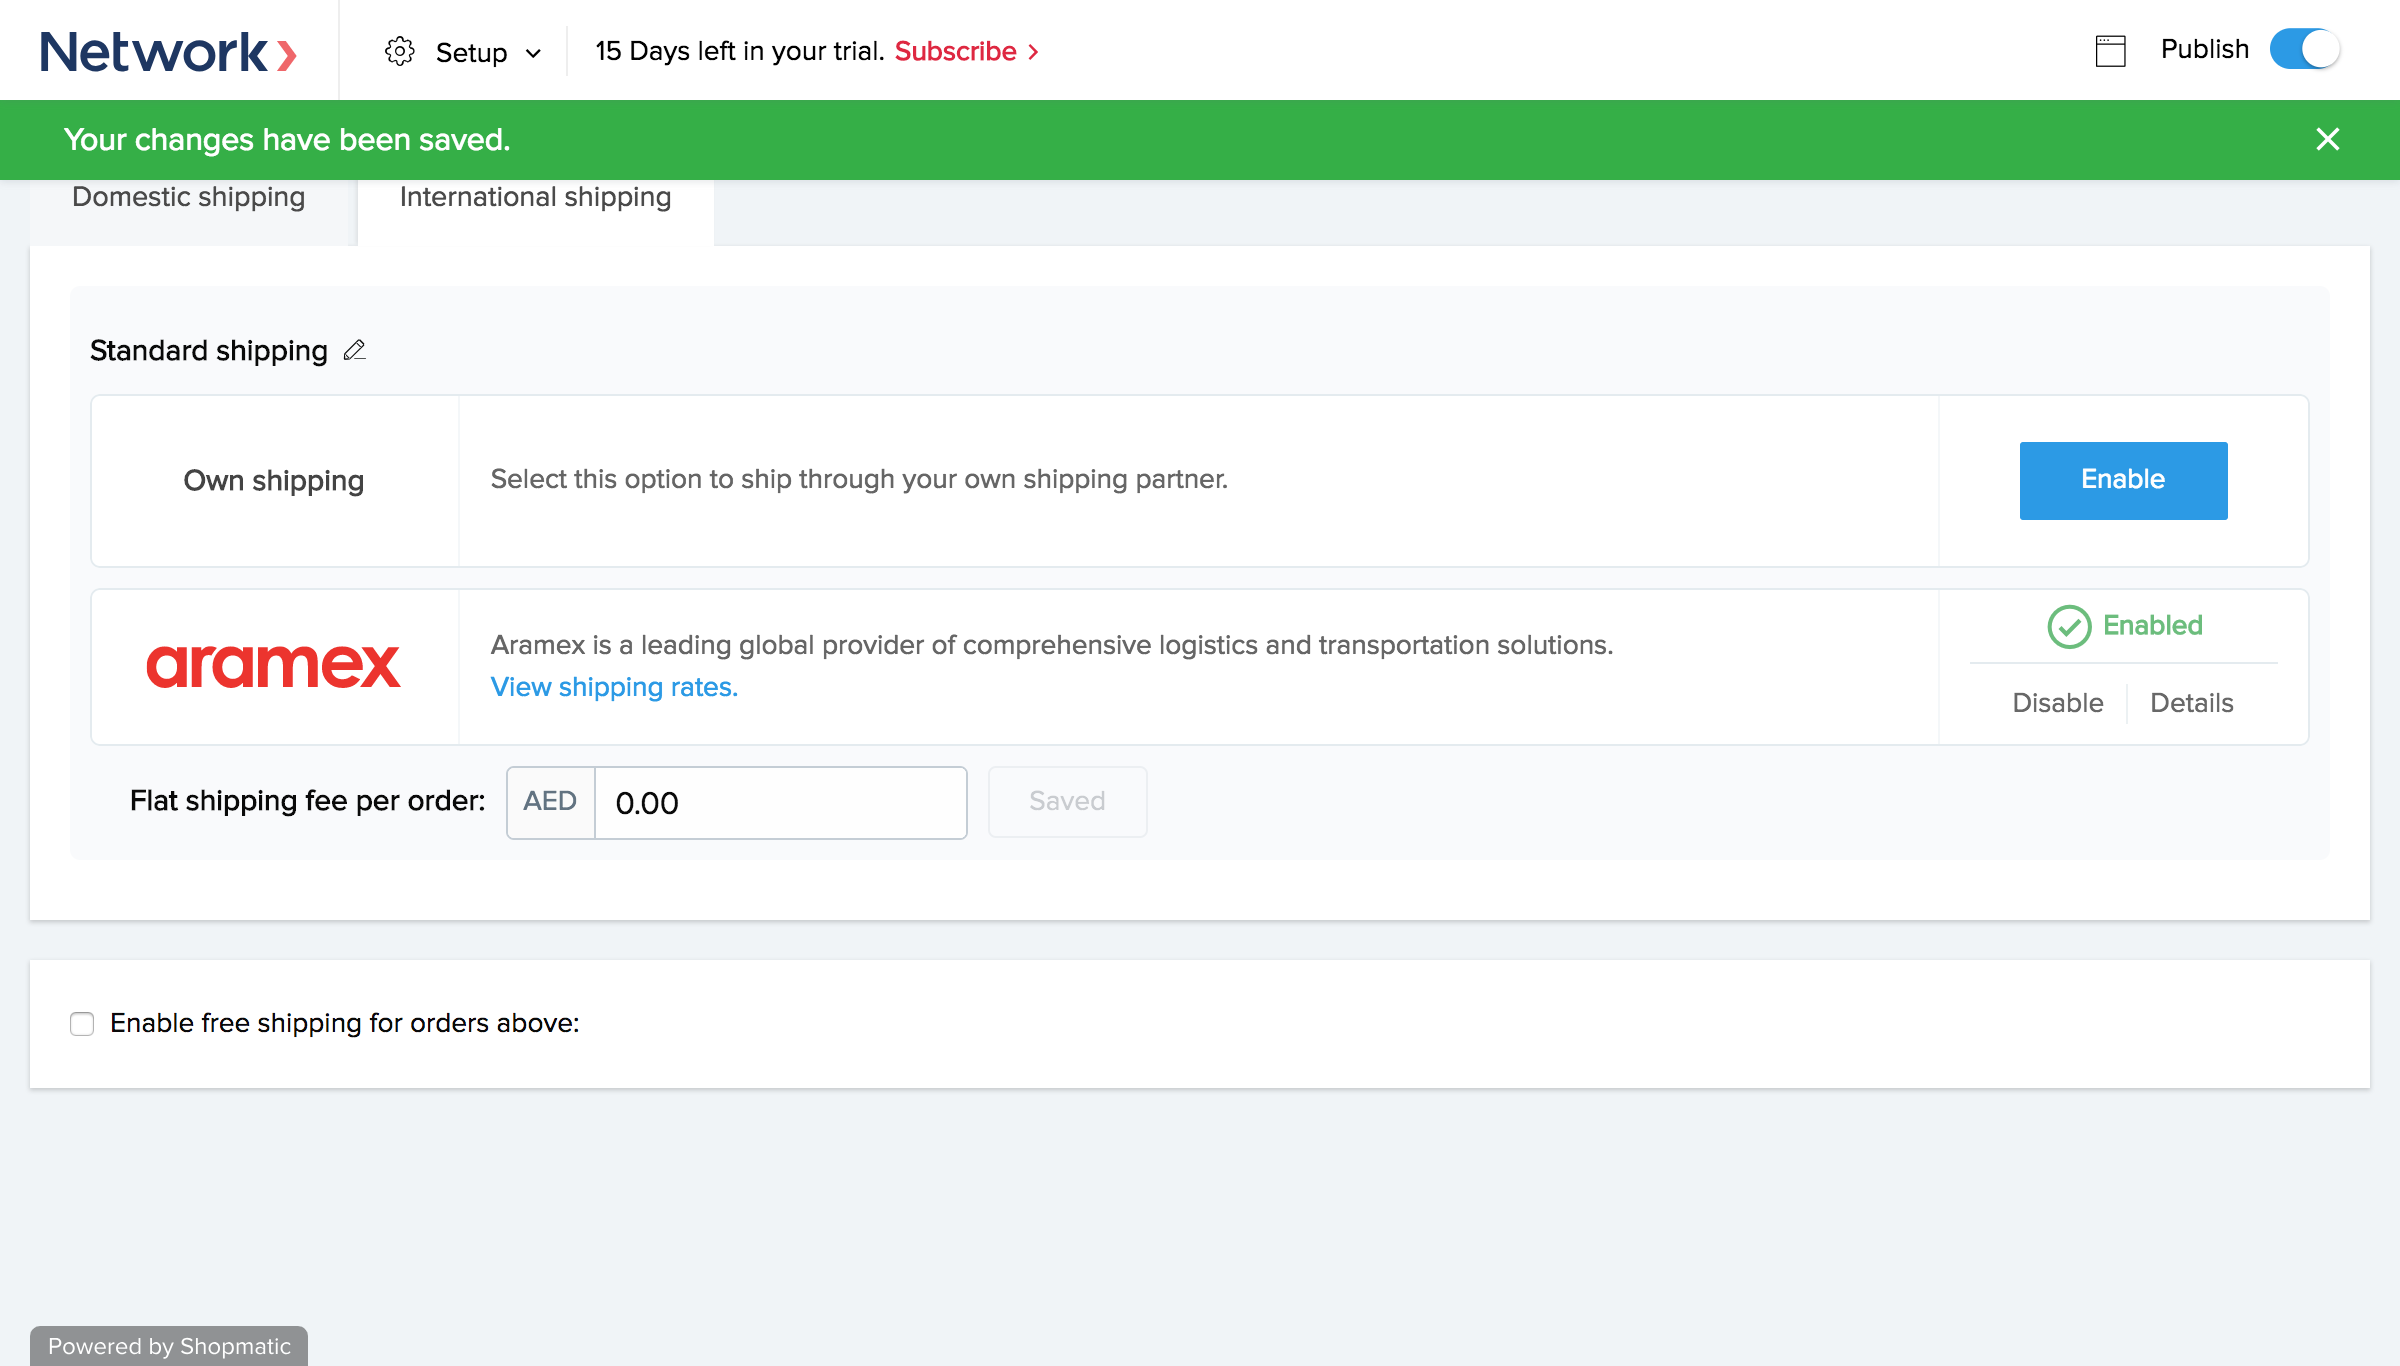 Network
Setup
15 Days left in your trial. Subscribe >
Publish
Your changes have been saved.
Domestic shipping
International shipping
Standard shipping
Own shipping
Select this option to ship through your own shipping partner.
Enable
aramex
Aramex is a leading global provider of comprehensive logistics and transportation solutions.
View shipping rates.
Enabled
Disable
Details
Flat shipping fee per order:
AED
0.00
Saved
Enable free shipping for orders above:
Powered by Shopmatic